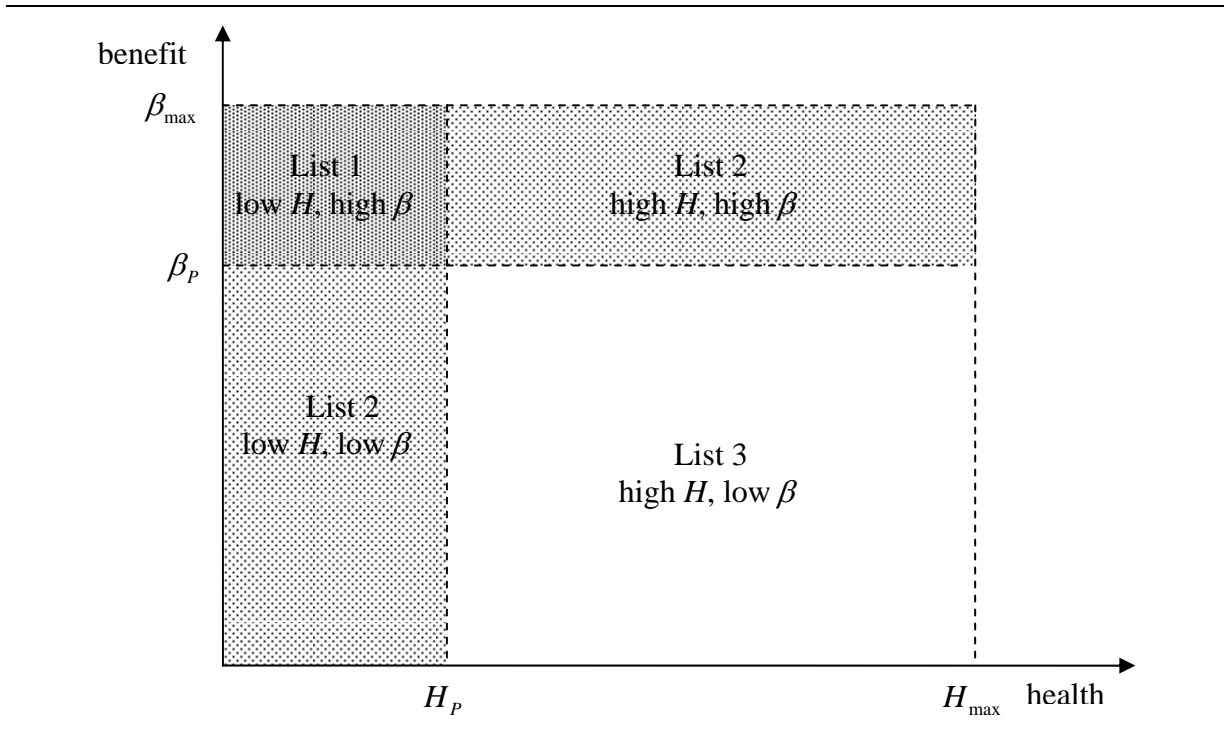 benefit
β_max
List 1
low H, high β
List 2
high H, high β
β_P
List 2
low H, low β
List 3
high H, low β
H_P
H_max
health